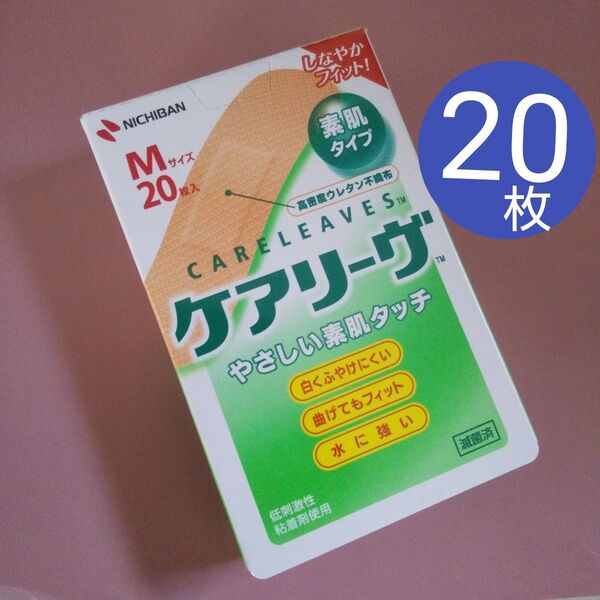 しなやか
フィット!
NICHIBAN
素肌
タイプ
Mサイズ
20枚入
高密度ウレタン不織布
CARELEAVES™
ケアリーヴ™
やさしい素肌タッチ
白くふやけにくい
曲げてもフィット
水に強い
滅菌済
低刺激性
粘着剤使用
20
枚